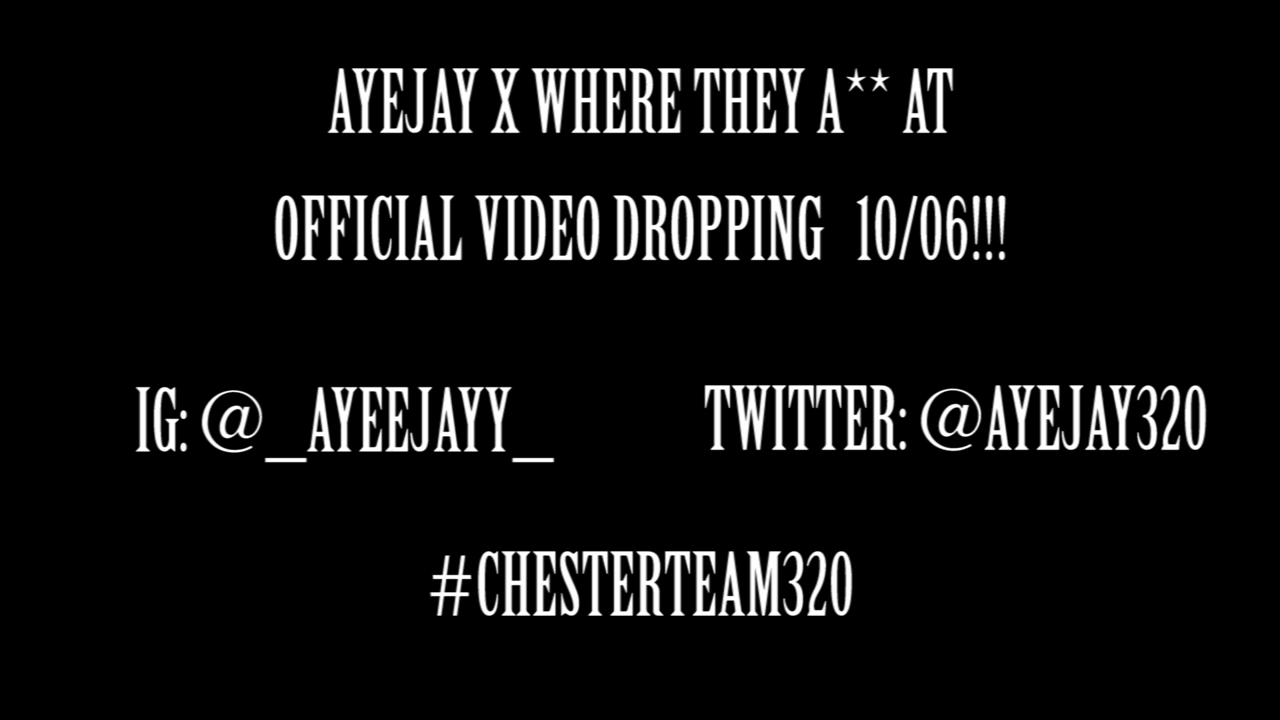 AYEJAY X WHERE THEY A** AT
OFFICIAL VIDEO DROPPING 10/06!!!
IG: @_AYEEJAYY_ TWITTER: @AYEJAY320
#CHESTERTEAM320